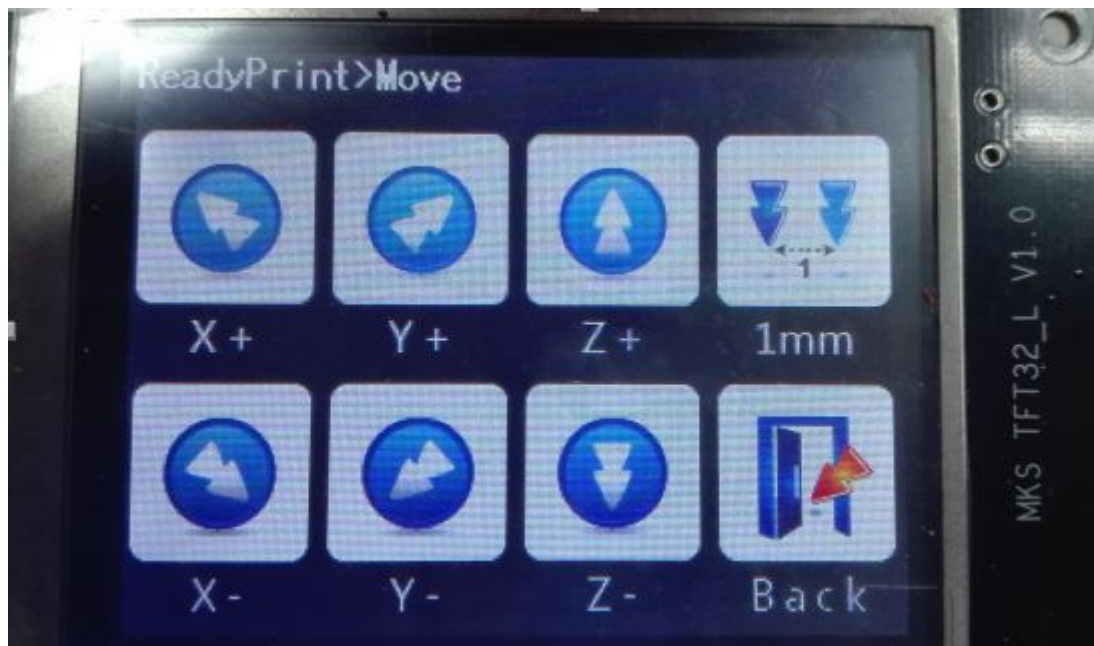 ReadyPrint>Move
1
X+ Y+ Z+ 1mm
X- Y- Z- Back
MKS TFT32_L V1.0